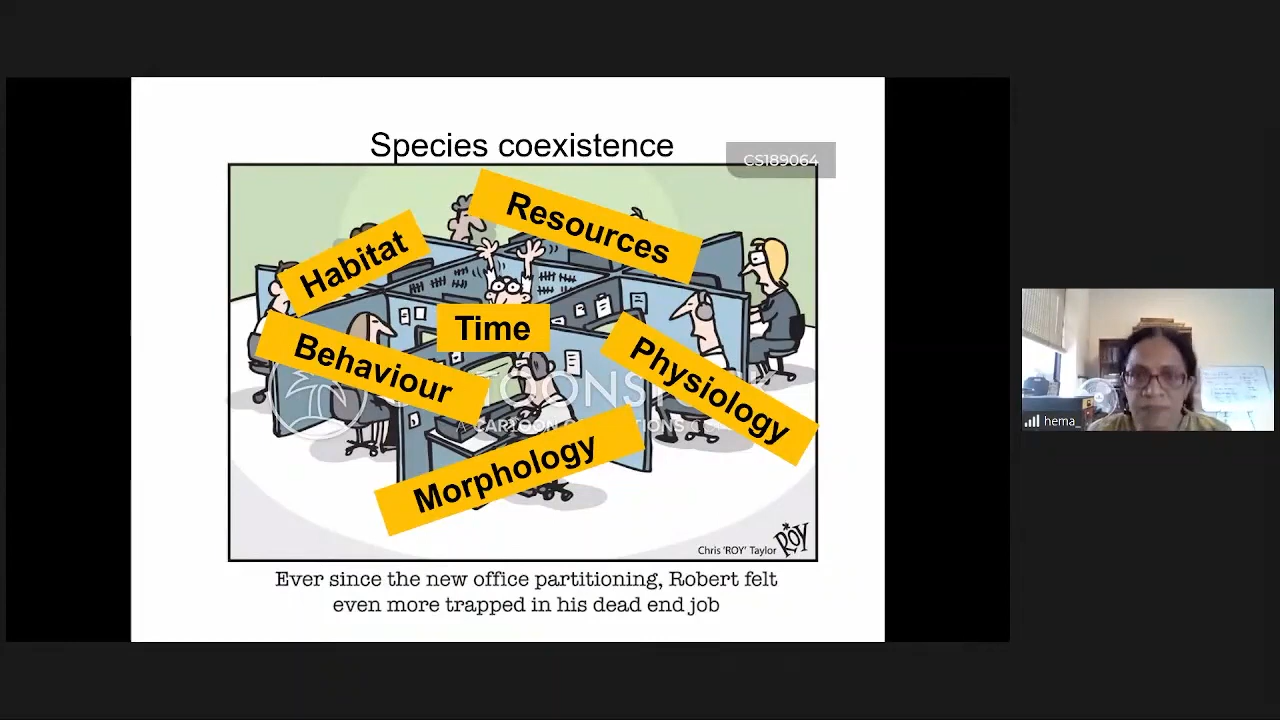 Species coexistence
CS189064
Resources
Habitat
Time
Behaviour
Physiology
Morphology
Chris 'ROY' Taylor
ROY
Ever since the new office partitioning, Robert felt
even more trapped in his dead end job
hema_